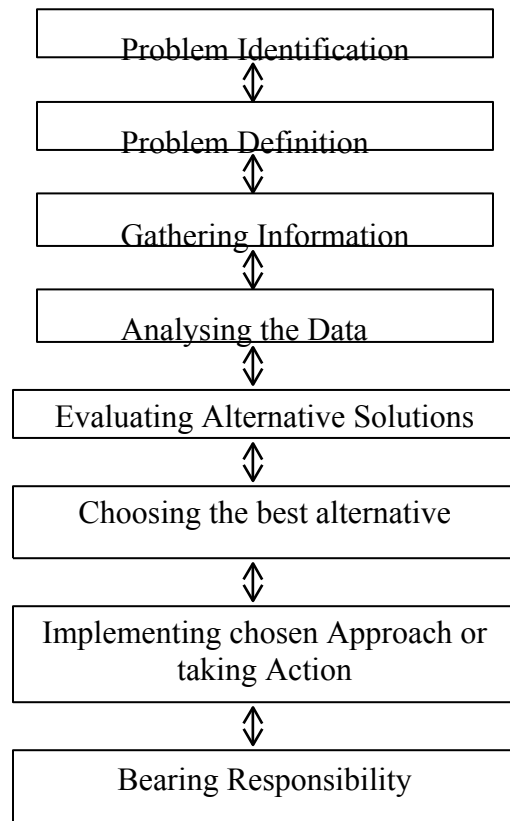 Problem Identification
Problem Definition
Gathering Information
Analysing the Data
Evaluating Alternative Solutions
Choosing the best alternative
Implementing chosen Approach or
taking Action
Bearing Responsibility